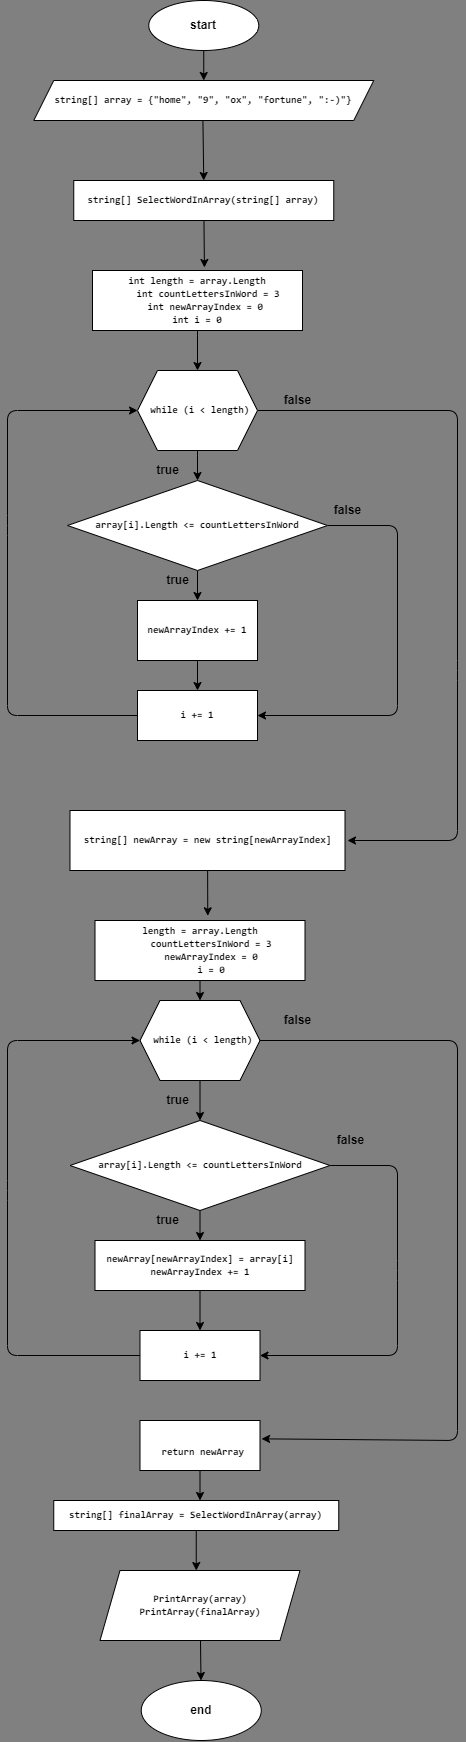 start
string[] array = {"home", "9", "ox", "fortune", ":-)"}
string[] SelectWordInArray(string[] array)
int length = array.Length
int countLettersInWord = 3
int newArrayIndex = 0
int i = 0
while (i < length)
false
true
array[i].Length <= countLettersInWord
false
true
newArrayIndex += 1
i += 1
string[] newArray = new string[newArrayIndex]
length = array.Length
countLettersInWord = 3
newArrayIndex = 0
i = 0
while (i < length)
false
true
array[i].Length <= countLettersInWord
false
true
newArray[newArrayIndex] = array[i]
newArrayIndex += 1
i += 1
return newArray
string[] finalArray = SelectWordInArray(array)
PrintArray(array)
PrintArray(finalArray)
end